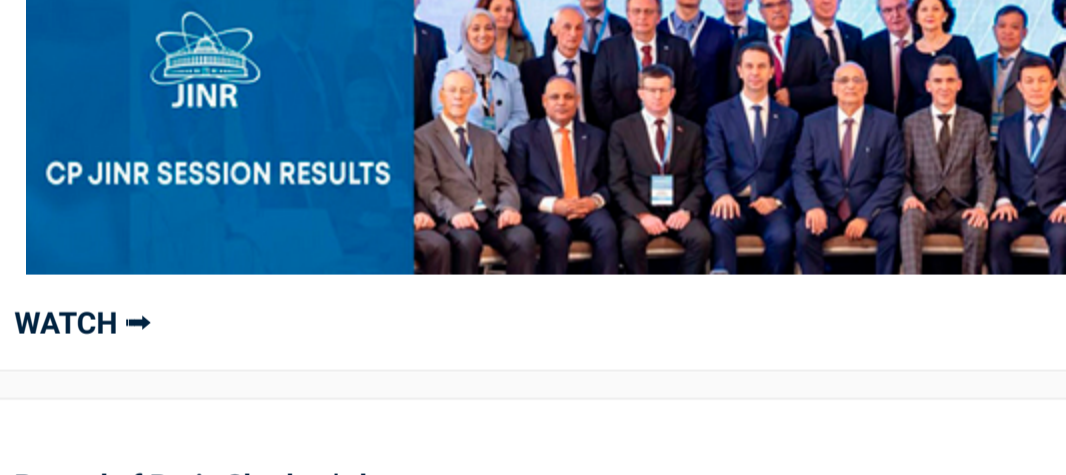 JINR
CP JINR SESSION RESULTS
WATCH ➡